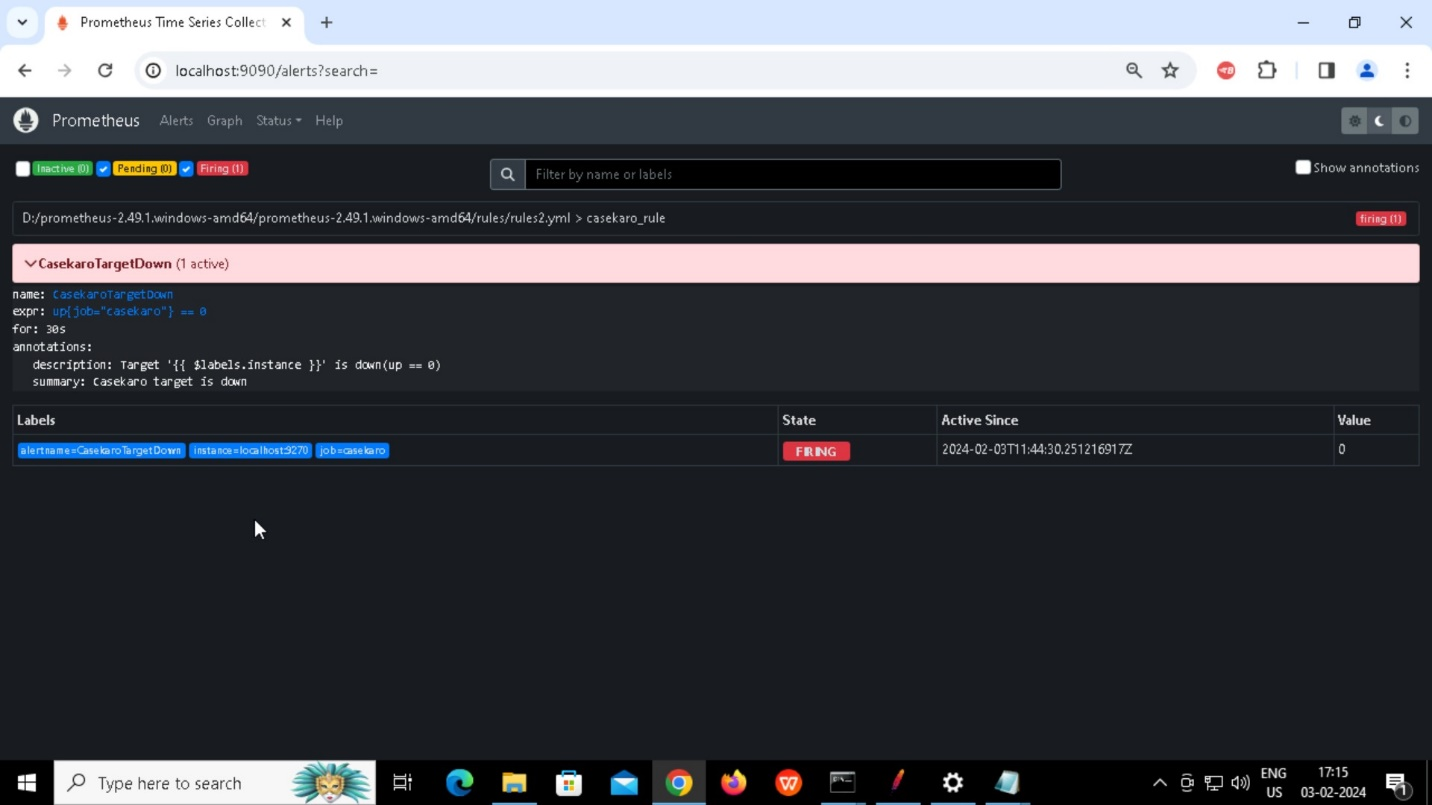 Prometheus Time Series Collect
localhost:9090/alerts?search=
Prometheus Alerts Graph Status Help
Inactive (0) Pending (0) Firing (1) Filter by name or labels Show annotations
D:/prometheus-2.49.1.windows-amd64/prometheus-2.49.1.windows-amd64/rules/rules2.yml > casekaro_rule firing (1)
CasekaroTargetDown (1 active)
name: CasekaroTargetDown
expr: up{job="casekaro"} == 0
for: 30s
annotations:
description: Target '{{ $labels.instance }}' is down(up == 0)
summary: Casekaro target is down
Labels State Active Since Value
alertname=CasekaroTargetDown instance=localhost:9270 job=casekaro FIRING 2024-02-03T11:44:30.251216917Z 0
Type here to search ENG 17:15
US 03-02-2024 1